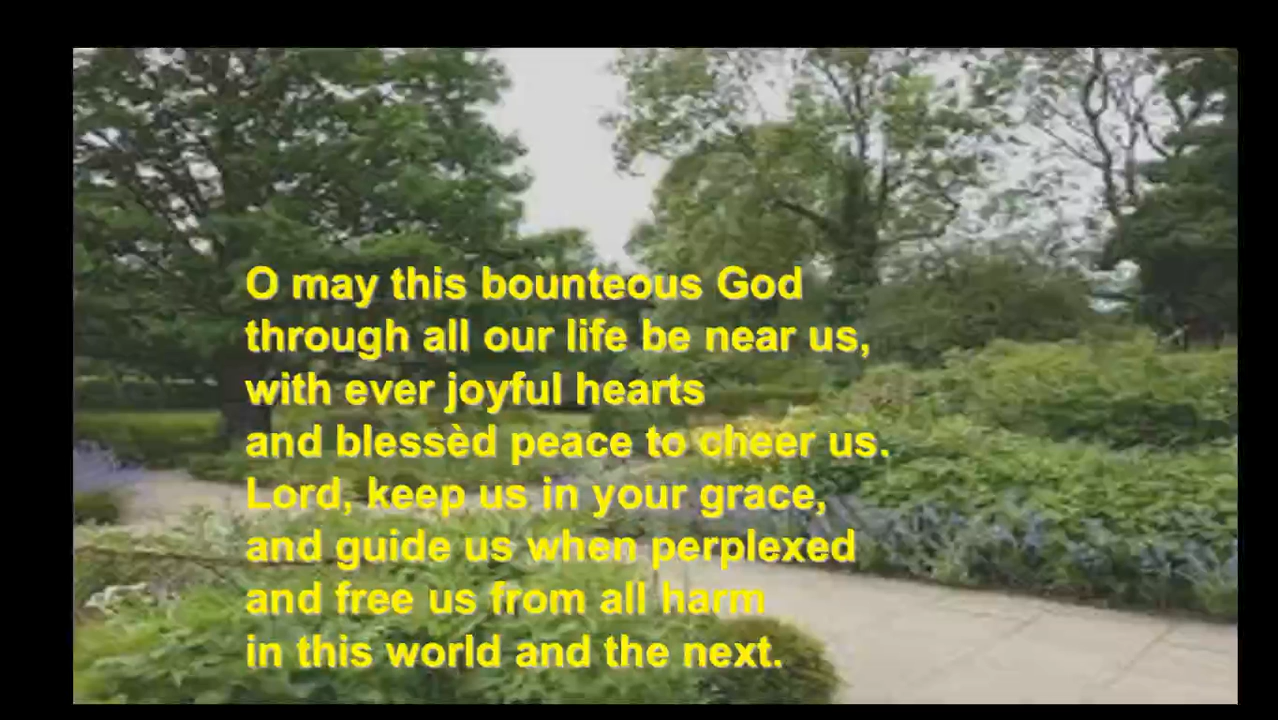 O may this bounteous God
through all our life be near us,
with ever joyful hearts
and blessèd peace to cheer us.
Lord, keep us in your grace,
and guide us when perplexed
and free us from all harm
in this world and the next.